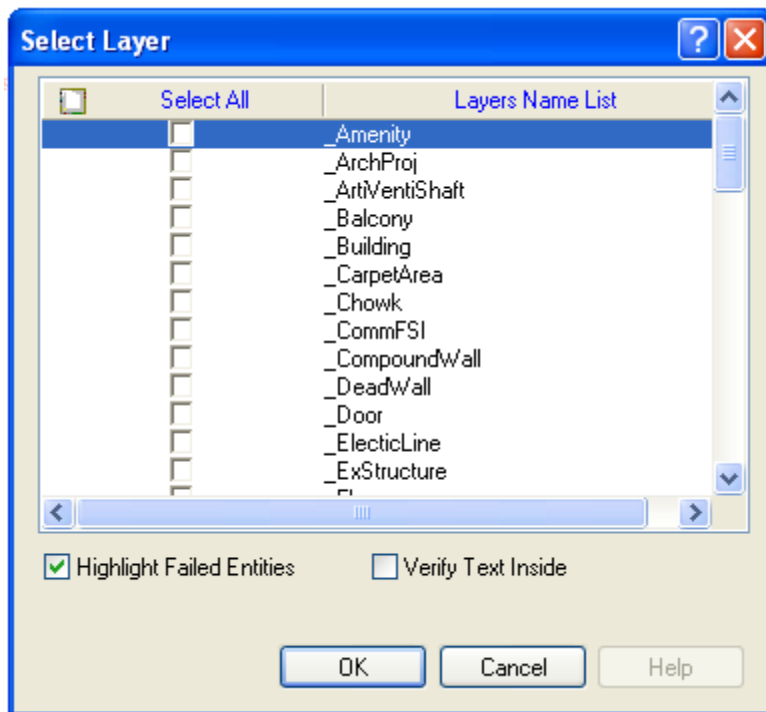 Select Layer
Select All Layers Name List
_Amenity
_ArchProj
_ArtiVentiShaft
_Balcony
_Building
_CarpetArea
_Chowk
_CommFSI
_CompoundWall
_DeadWall
_Door
_ElecticLine
_ExStructure
Highlight Failed Entities Verify Text Inside
OK Cancel Help